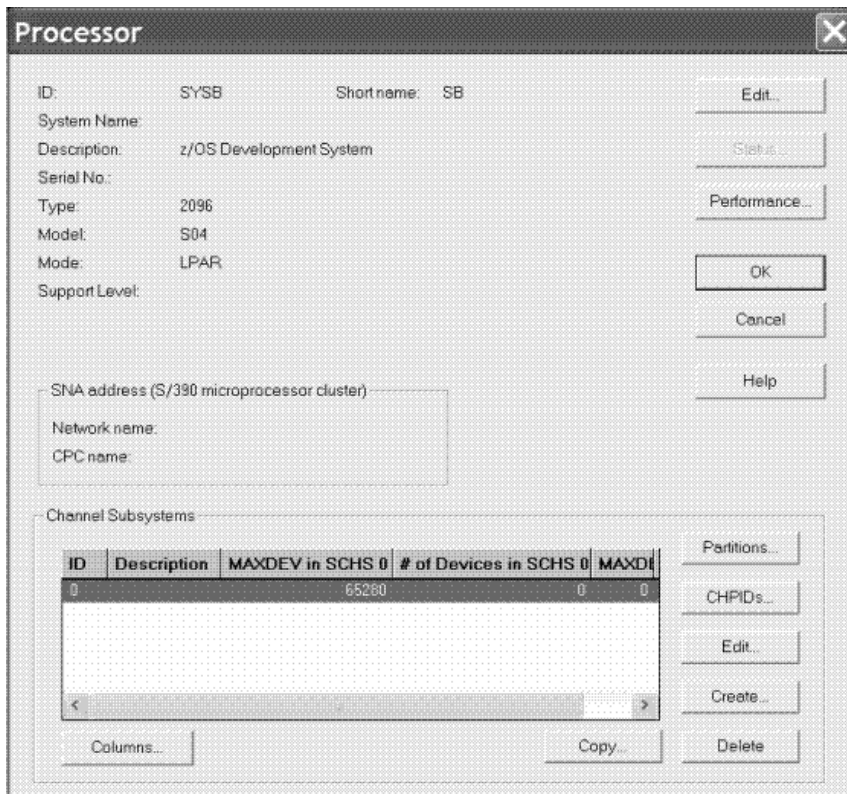 Processor
ID: SYSB Short name: SB
Edit...
System Name:
Description: z/OS Development System
Status...
Serial No.:
Type: 2096
Performance...
Model: S04
Mode: LPAR
OK
Support Level:
Cancel
Help
SNA address (S/390 microprocessor cluster)
Network name:
CPC name:
Channel Subsystems
Partitions...
ID Description MAXDEV in SCHS 0 # of Devices in SCHS 0 MAXDE
0 65280 0 0
CHPIDs...
Edit...
Create...
Columns... Copy... Delete